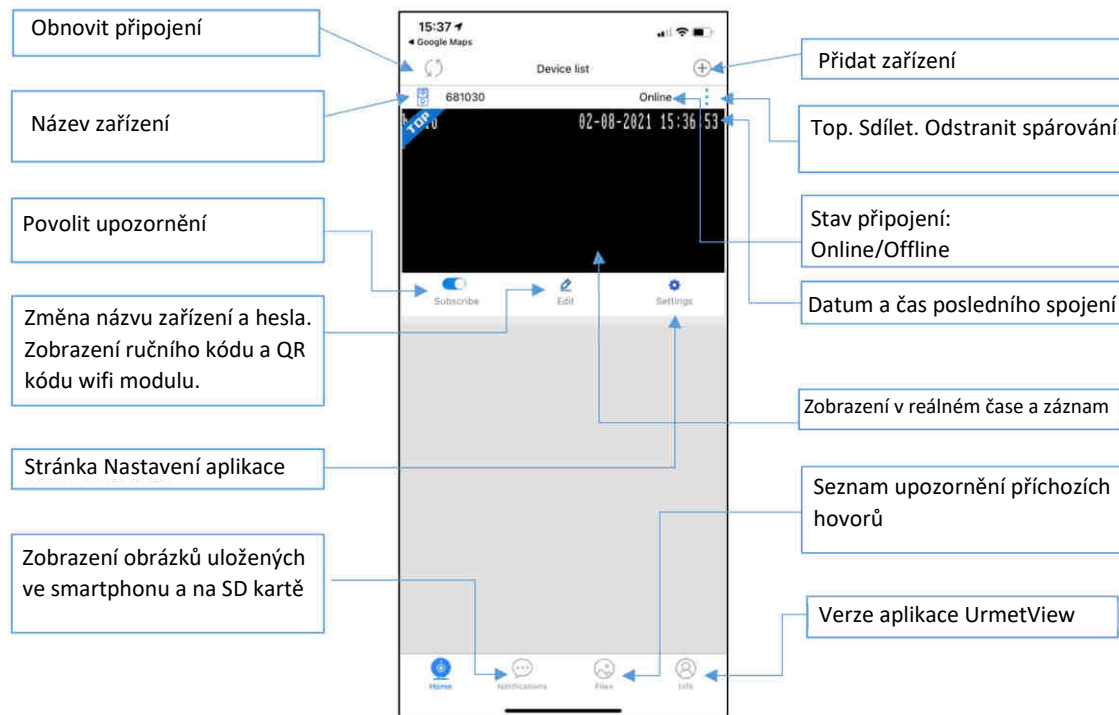 Obnovit připojení
Název zařízení
Povolit upozornění
Změna názvu zařízení a hesla.
Zobrazení ručního kódu a QR
kódu wifi modulu.
Stránka Nastavení aplikace
Zobrazení obrázků uložených
ve smartphonu a na SD kartě
15:37
Google Maps
Device list
681030
Online
TOP
02-08-2021 15:36:53
Subscribe
Edit
Settings
Home
Notifications
Files
Info
Přidat zařízení
Top. Sdílet. Odstranit spárování.
Stav připojení:
Online/Offline
Datum a čas posledního spojení
Zobrazení v reálném čase a záznam
Seznam upozornění příchozích
hovorů
Verze aplikace UrmetView